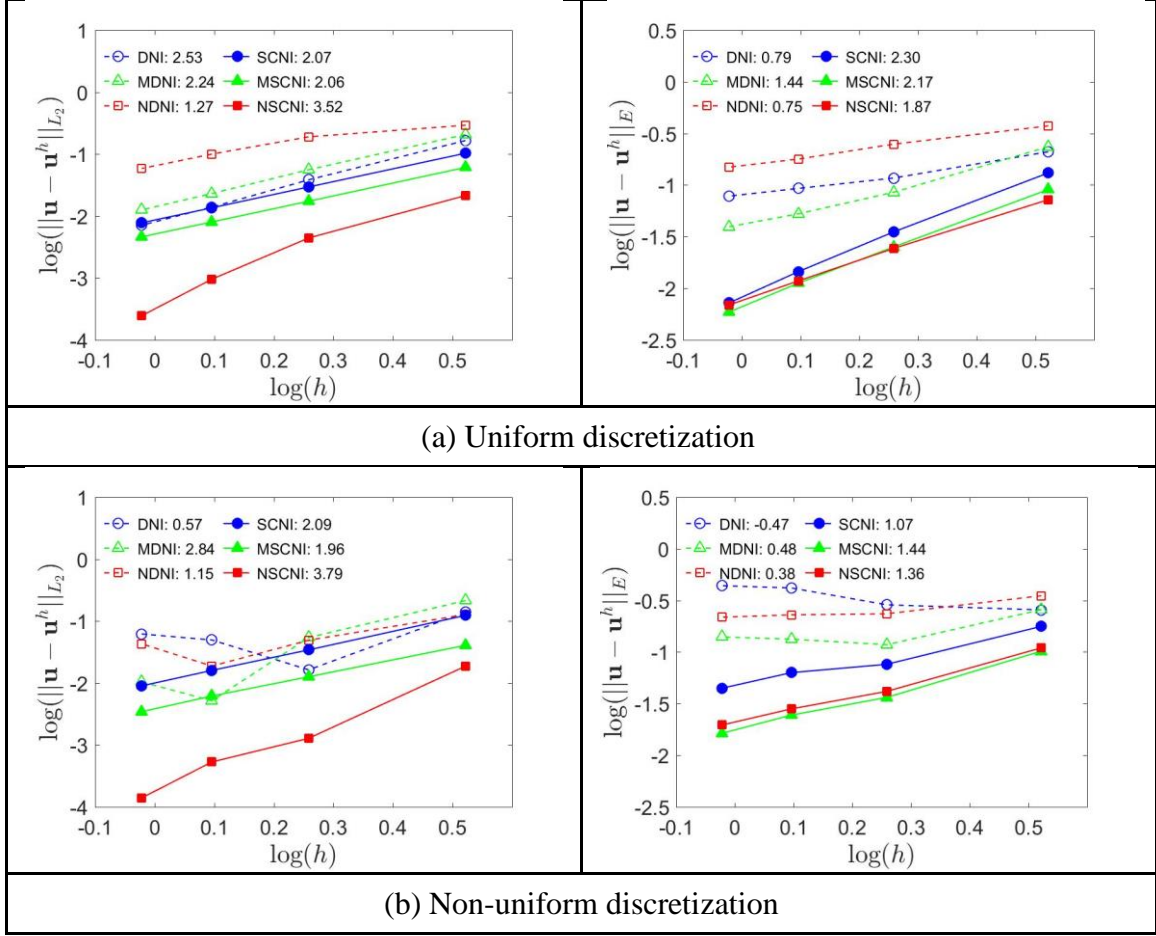 DNI: 2.53 SCNI: 2.07
MDNI: 2.24 MSCNI: 2.06
NDNI: 1.27 NSCNI: 3.52
1
0
-1
-2
-3
-4
-0.1 0 0.1 0.2 0.3 0.4 0.5
log(h)
log(||u − u^h||_{L_2})
DNI: 0.79 SCNI: 2.30
MDNI: 1.44 MSCNI: 2.17
NDNI: 0.75 NSCNI: 1.87
0.5
0
-0.5
-1
-1.5
-2
-2.5
-0.1 0 0.1 0.2 0.3 0.4 0.5
log(h)
log(||u − u^h||_E)
(a) Uniform discretization
DNI: 0.57 SCNI: 2.09
MDNI: 2.84 MSCNI: 1.96
NDNI: 1.15 NSCNI: 3.79
1
0
-1
-2
-3
-4
-0.1 0 0.1 0.2 0.3 0.4 0.5
log(h)
log(||u − u^h||_{L_2})
DNI: -0.47 SCNI: 1.07
MDNI: 0.48 MSCNI: 1.44
NDNI: 0.38 NSCNI: 1.36
0.5
0
-0.5
-1
-1.5
-2
-2.5
-0.1 0 0.1 0.2 0.3 0.4 0.5
log(h)
log(||u − u^h||_E)
(b) Non-uniform discretization